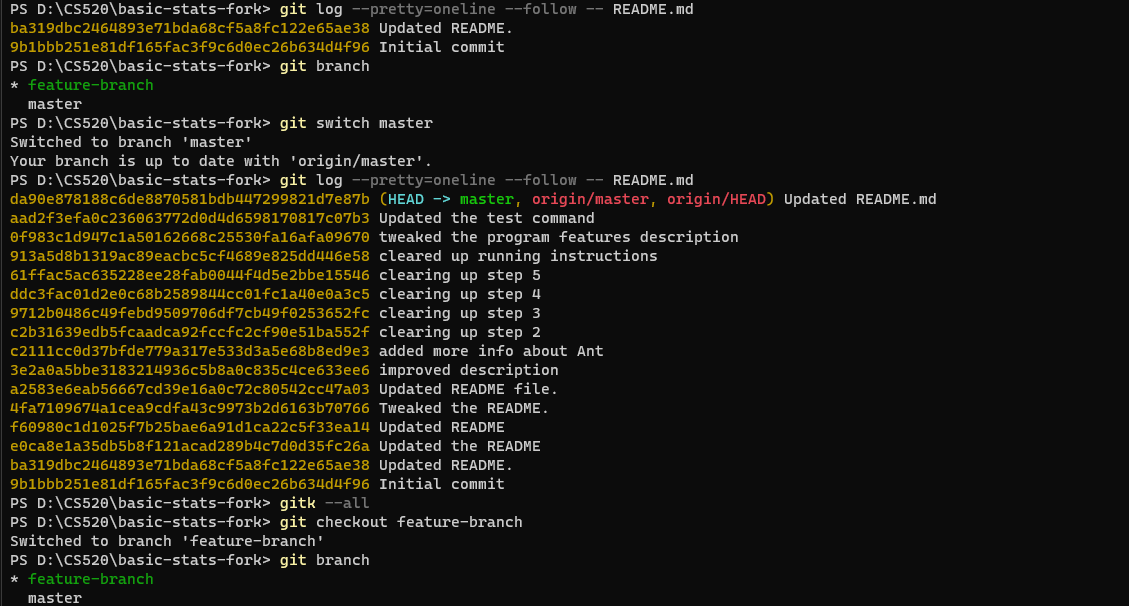 PS D:\CS520\basic-stats-fork> git log --pretty=oneline --follow -- README.md
ba319dbc2464893e71bda68cf5a8fc122e65ae38 Updated README.
9b1bbb251e81df165fac3f9c6d0ec26b634d4f96 Initial commit
PS D:\CS520\basic-stats-fork> git branch
* feature-branch
  master
PS D:\CS520\basic-stats-fork> git switch master
Switched to branch 'master'
Your branch is up to date with 'origin/master'.
PS D:\CS520\basic-stats-fork> git log --pretty=oneline --follow -- README.md
da90e878188c6de8870581bdb447299821d7e87b (HEAD -> master, origin/master, origin/HEAD) Updated README.md
aad2f3efa0c236063772d0d4d6598170817c07b3 Updated the test command
0f983c1d947c1a50162668c25530fa16afa09670 tweaked the program features description
913a5d8b1319ac89eacbc5cf4689e825dd446e58 cleared up running instructions
61ffac5ac635228ee28fab0044f4d5e2bbe15546 clearing up step 5
ddc3fac01d2e0c68b2589844cc01fc1a40e0a3c5 clearing up step 4
9712b0486c49febd9509706df7cb49f0253652fc clearing up step 3
c2b31639edb5fcaadca92fccfc2cf90e51ba552f clearing up step 2
c2111cc0d37bfde779a317e533d3a5e68b8ed9e3 added more info about Ant
3e2a0a5bbe3183214936c5b8a0c835c4ce633ee6 improved description
a2583e6eab56667cd39e16a0c72c80542cc47a03 Updated README file.
4fa7109674a1cea9cdfa43c9973b2d6163b70766 Tweaked the README.
f60980c1d1025f7b25bae6a91d1ca22c5f33ea14 Updated README
e0ca8e1a35db5b8f121acad289b4c7d0d35fc26a Updated the README
ba319dbc2464893e71bda68cf5a8fc122e65ae38 Updated README.
9b1bbb251e81df165fac3f9c6d0ec26b634d4f96 Initial commit
PS D:\CS520\basic-stats-fork> gitk --all
PS D:\CS520\basic-stats-fork> git checkout feature-branch
Switched to branch 'feature-branch'
PS D:\CS520\basic-stats-fork> git branch
* feature-branch
  master